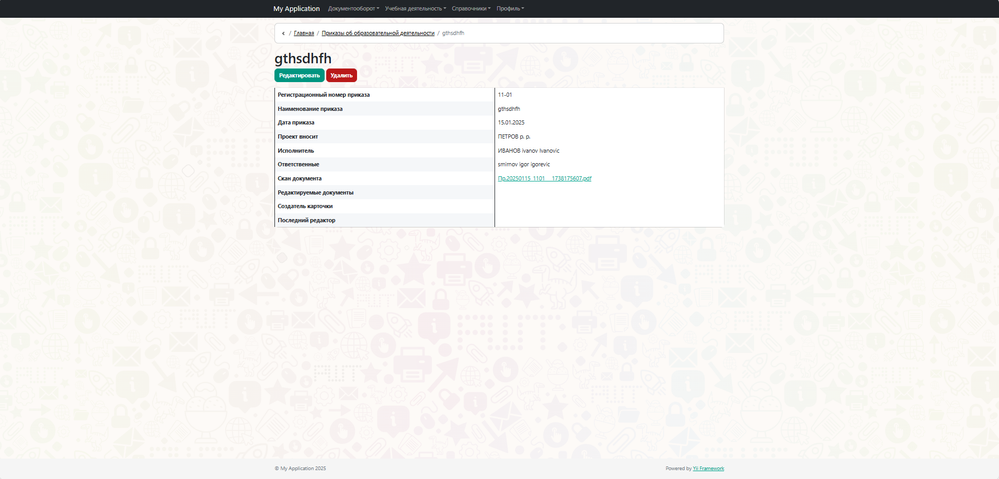 My Application Документооборот Учебная деятельность Справочники Профиль
/ Главная / Приказы об образовательной деятельности / gthsdhfh
gthsdhfh
Редактировать Удалить
Регистрационный номер приказа 11-01
Наименование приказа gthsdhfh
Дата приказа 15.01.2025
Проект вносит ПЕТРОВ р. р.
Исполнитель ИВАНОВ ivanov Ivanovic
Ответственные smirnov igor igorevic
Скан документа Пр.20250115_1101__1738175607.pdf
Редактируемые документы
Создатель карточки
Последний редактор
© My Application 2025 Powered by Yii Framework